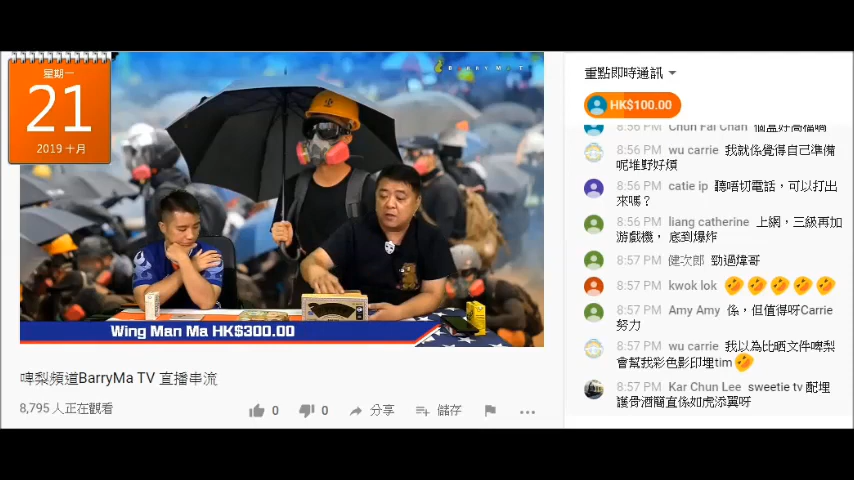 星期一
21
2019 十月
BARRYMATV
Wing Man Ma HK$300.00
啤梨頻道BarryMa TV 直播串流
8,795 人正在觀看
0
0
分享
儲存
重點即時通訊
HK$100.00
8:56 PM Chun Fai Chan 個盒好高檔喎
8:56 PM wu carrie 我就係覺得自己準備
呢堆野好煩
8:56 PM catie ip 聽唔切電話，可以打出
來嗎？
8:56 PM liang catherine 上網，三級再加
游戲機， 底到爆炸
8:57 PM 健次郎 勁過煒哥
8:57 PM kwok lok 🤣🤣🤣🤣🤣
8:57 PM Amy Amy 係，但值得呀Carrie
努力
8:57 PM wu carrie 我以為比晒文件啤梨
會幫我彩色影印埋tim🤣
8:57 PM Kar Chun Lee sweetie tv 配埋
護骨酒簡直係如虎添翼呀